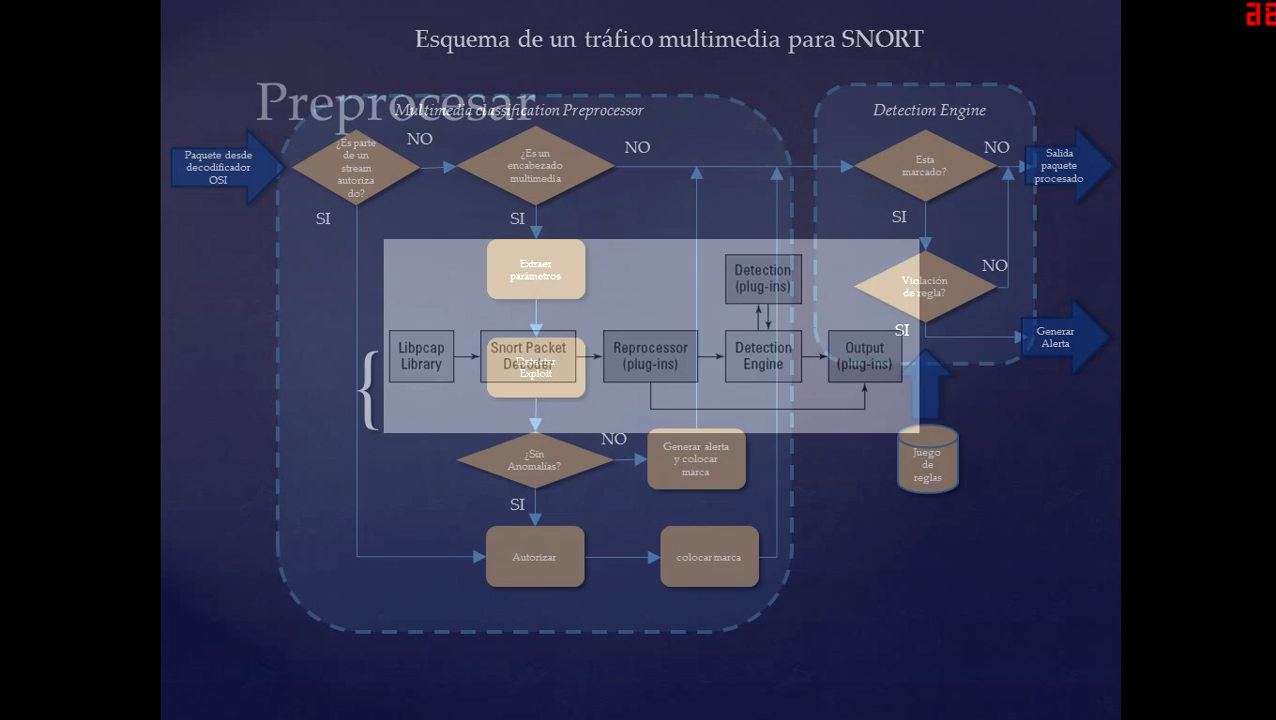 Esquema de un tráfico multimedia para SNORT
Preprocesar
Multimedia classification Preprocessor
Detection Engine
Paquete desde
decodificador
OSI
¿Es parte
de un
stream
autoriza
do?
NO
¿Es un
encabezado
multimedia
NO
Esta
marcado?
NO
Salida
paquete
procesado
SI
SI
SI
Extraer
parámetros
Detection
(plug-ins)
Violación
de regla?
NO
SI
Generar
Alerta
{
Libpcap
Library
Snort Packet
Decoder
Exploit
Reprocessor
(plug-ins)
Detection
Engine
Output
(plug-ins)
¿Sin
Anomalías?
NO
Generar alerta
y colocar
marca
Juego
de
reglas
SI
Autorizar
colocar marca